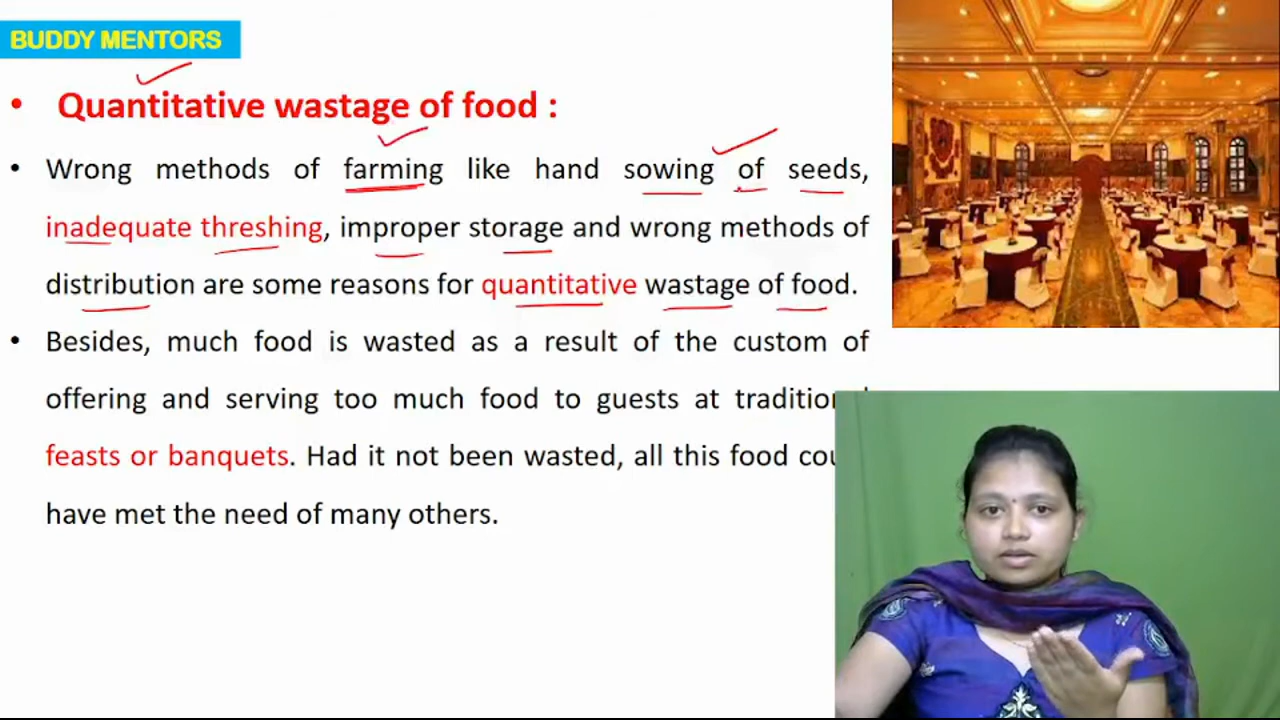 BUDDY MENTORS
• Quantitative wastage of food :
• Wrong methods of farming like hand sowing of seeds,
inadequate threshing, improper storage and wrong methods of
distribution are some reasons for quantitative wastage of food.
• Besides, much food is wasted as a result of the custom of
offering and serving too much food to guests at
feasts or banquets. Had it not been wasted, all this food
have met the need of many others.